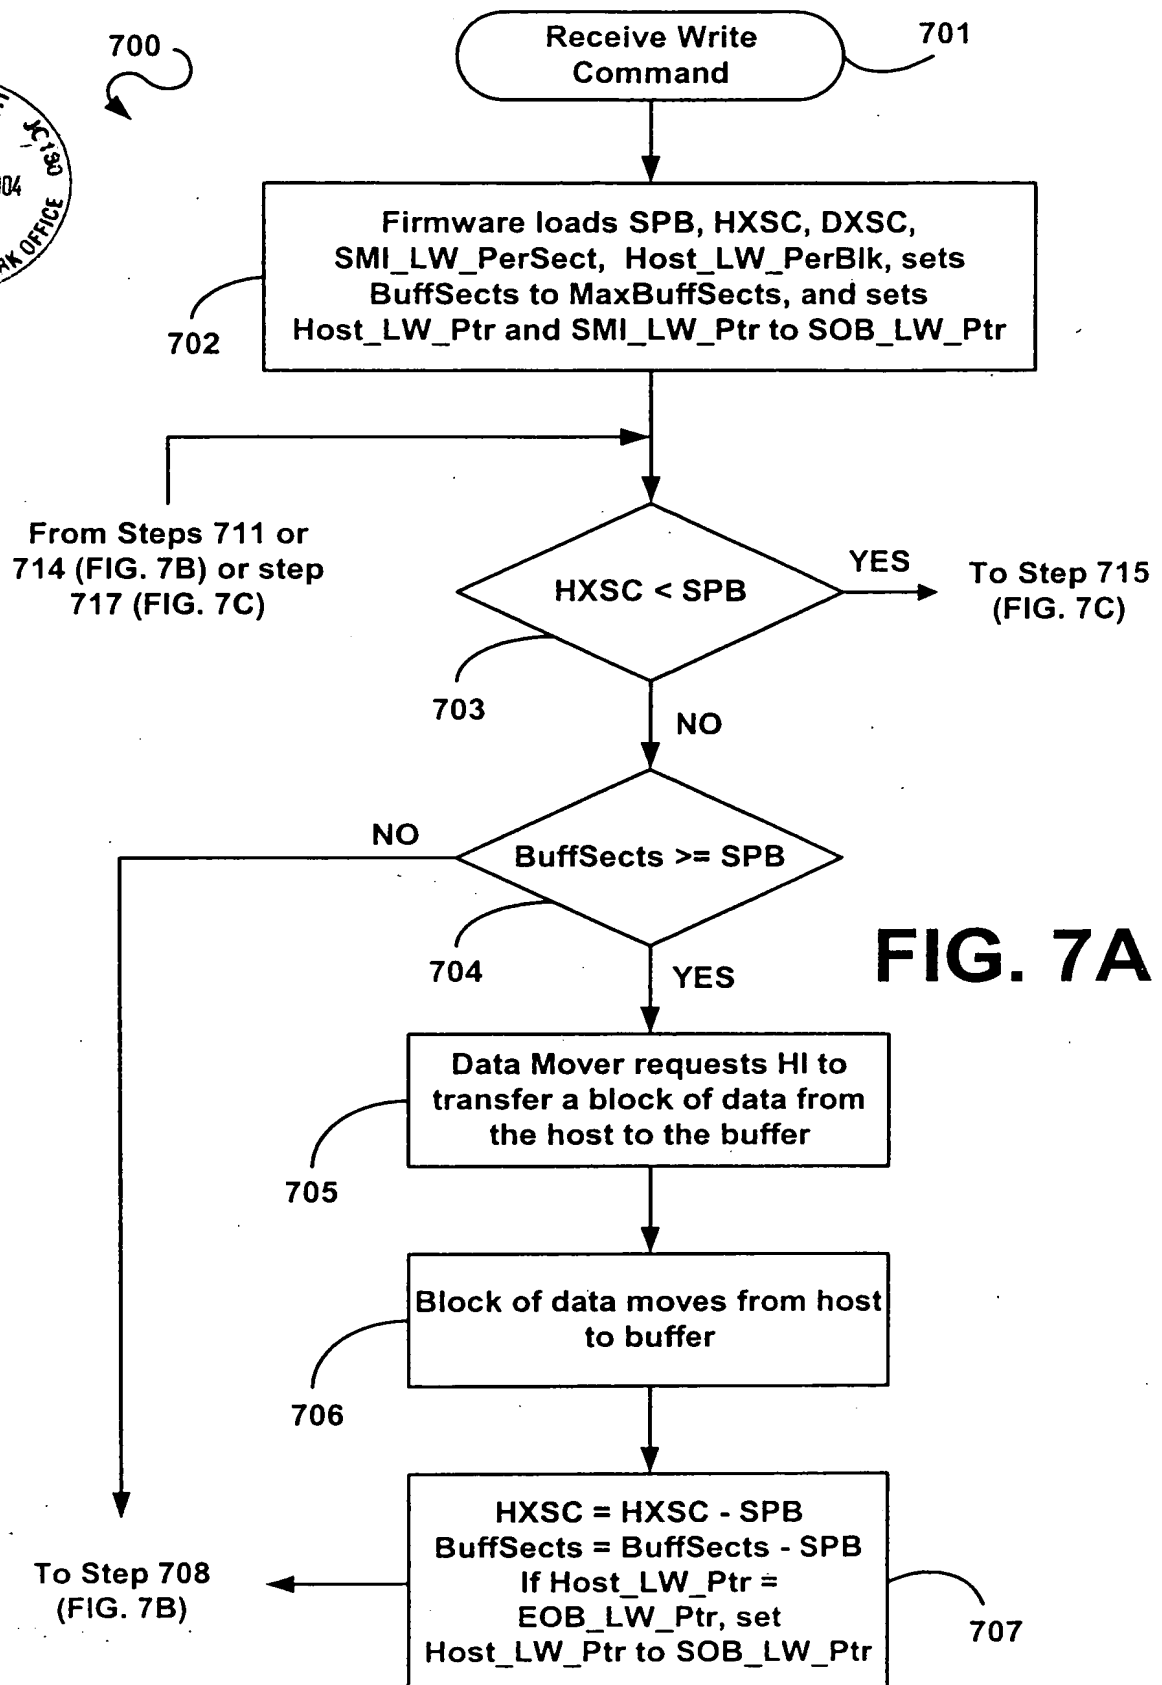 700
Receive Write
Command
701
JC190
04
RK OFFICE
Firmware loads SPB, HXSC, DXSC,
SMI_LW_PerSect, Host_LW_PerBlk, sets
BuffSects to MaxBuffSects, and sets
Host_LW_Ptr and SMI_LW_Ptr to SOB_LW_Ptr
702
From Steps 711 or
714 (FIG. 7B) or step
717 (FIG. 7C)
HXSC < SPB
YES
To Step 715
(FIG. 7C)
703
NO
NO
BuffSects >= SPB
704
YES
FIG. 7A
Data Mover requests HI to
transfer a block of data from
the host to the buffer
705
Block of data moves from host
to buffer
706
HXSC = HXSC - SPB
BuffSects = BuffSects - SPB
If Host_LW_Ptr =
EOB_LW_Ptr, set
Host_LW_Ptr to SOB_LW_Ptr
To Step 708
(FIG. 7B)
707